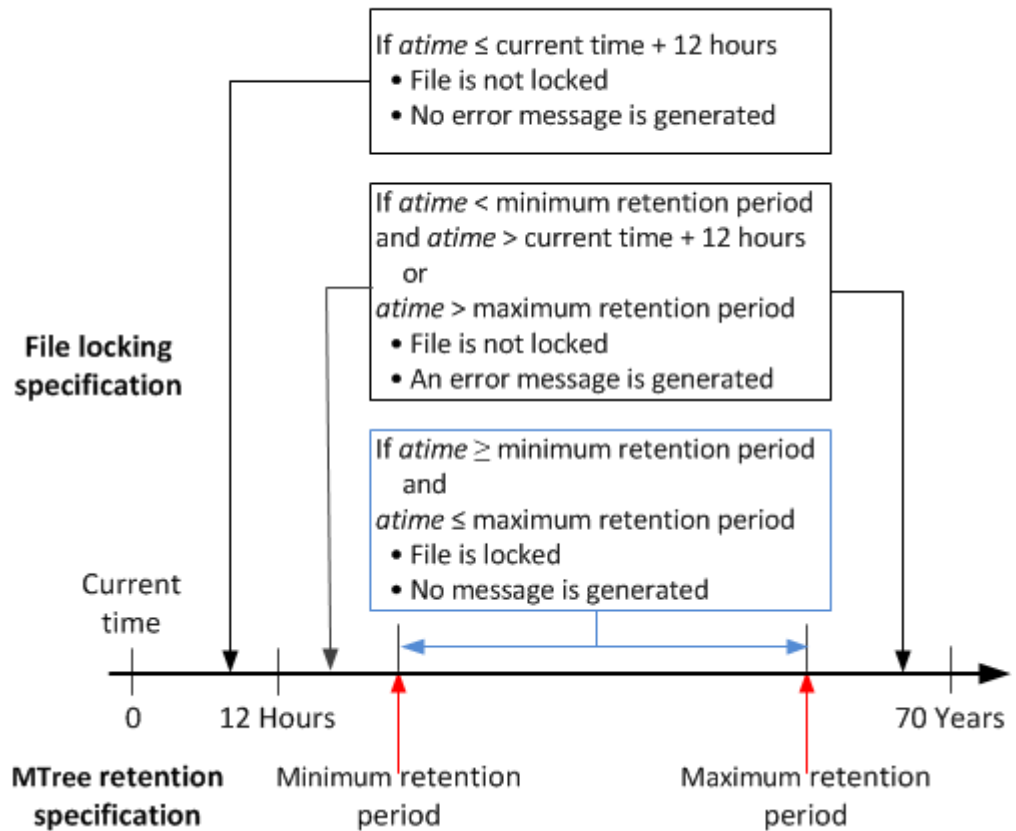 If atime ≤ current time + 12 hours
• File is not locked
• No error message is generated
If atime < minimum retention period
and atime > current time + 12 hours
or
atime > maximum retention period
• File is not locked
• An error message is generated
File locking
specification
If atime ≥ minimum retention period
and
atime ≤ maximum retention period
• File is locked
• No message is generated
Current
time
0
12 Hours
70 Years
MTree retention
specification
Minimum retention
period
Maximum retention
period